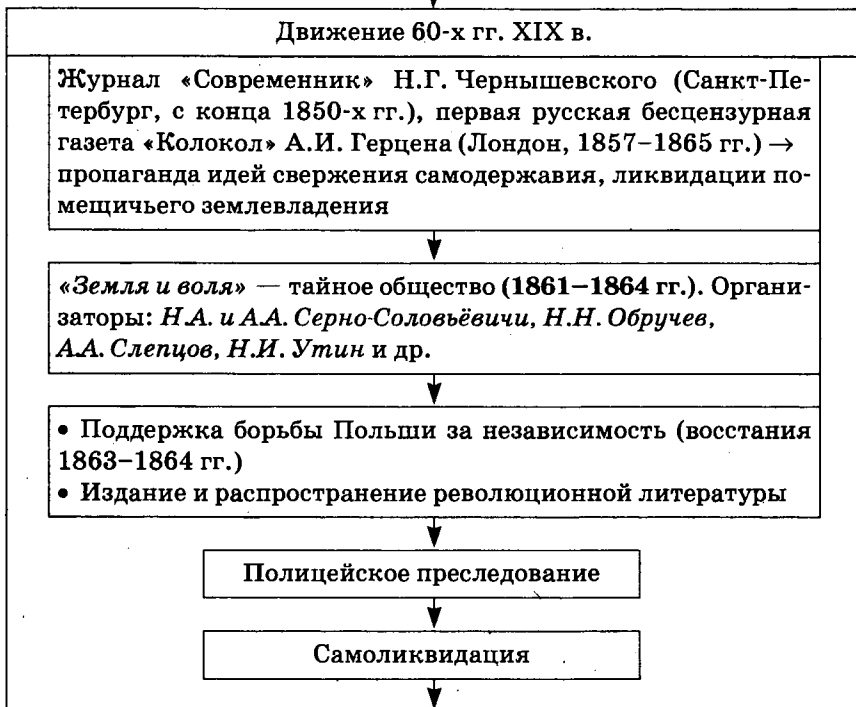 Движение 60-х гг. XIX в.
Журнал «Современник» Н.Г. Чернышевского (Санкт-Пе-
тербург, с конца 1850-х гг.), первая русская бесцензурная
газета «Колокол» А.И. Герцена (Лондон, 1857–1865 гг.) →
пропаганда идей свержения самодержавия, ликвидации по-
мещичьего землевладения
«Земля и воля» — тайное общество (1861–1864 гг.). Органи-
заторы: Н.А. и А.А. Серно-Соловьёвичи, Н.Н. Обручев,
А.А. Слепцов, Н.И. Утин и др.
• Поддержка борьбы Польши за независимость (восстания
1863–1864 гг.)
• Издание и распространение революционной литературы
Полицейское преследование
Самоликвидация